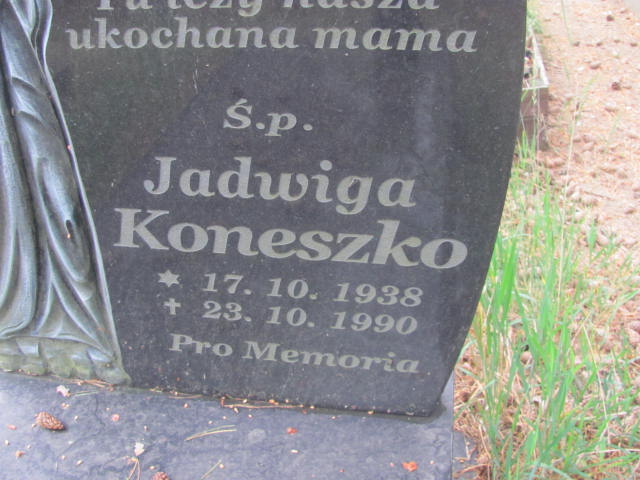 Tu leży nasza
ukochana mama
Ś.p.
Jadwiga
Koneszko
✶ 17. 10. 1938
✝ 23. 10. 1990
Pro Memoria